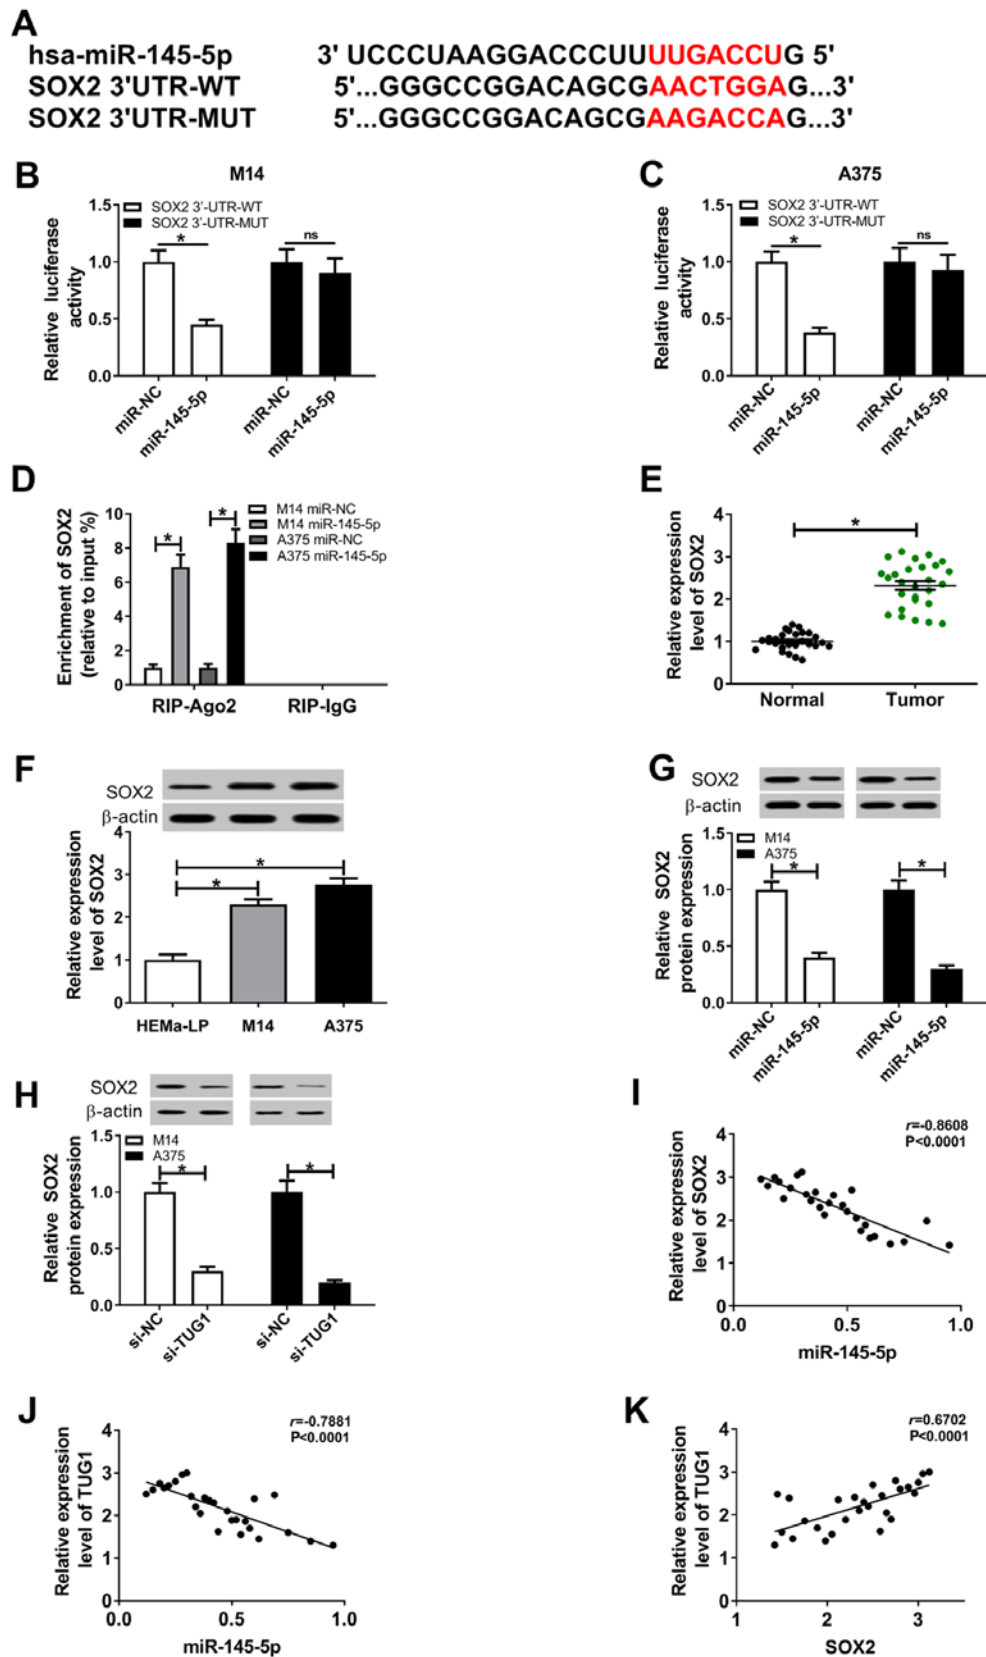 A
hsa-miR-145-5p 3' UCCCUAAGGACCCUUUUGACCUG 5'
SOX2 3'UTR-WT 5'...GGGCCGGACAGCGAACTGGAG...3'
SOX2 3'UTR-MUT 5'...GGGCCGGACAGCGAAGACCAG...3'
B
M14
SOX2 3'-UTR-WT
SOX2 3'-UTR-MUT
Relative luciferase
activity
1.5
1.0
0.5
0.0
*
ns
miR-NC
miR-145-5p
miR-NC
miR-145-5p
C
A375
SOX2 3'-UTR-WT
SOX2 3'-UTR-MUT
Relative luciferase
activity
1.5
1.0
0.5
0.0
*
ns
miR-NC
miR-145-5p
miR-NC
miR-145-5p
D
Enrichment of SOX2
(relative to input %)
10
8
6
4
2
0
*
*
M14 miR-NC
M14 miR-145-5p
A375 miR-NC
A375 miR-145-5p
RIP-Ago2
RIP-IgG
E
Relative expression
level of SOX2
4
3
2
1
0
*
Normal
Tumor
F
SOX2
β-actin
Relative expression
level of SOX2
4
3
2
1
0
*
*
HEMa-LP
M14
A375
G
SOX2
β-actin
Relative SOX2
protein expression
1.5
1.0
0.5
0.0
M14
A375
*
*
miR-NC
miR-145-5p
miR-NC
miR-145-5p
H
SOX2
β-actin
Relative SOX2
protein expression
1.5
1.0
0.5
0.0
M14
A375
*
*
si-NC
si-TUG1
si-NC
si-TUG1
I
r=-0.8608
P<0.0001
Relative expression
level of SOX2
4
3
2
1
0
0.0
0.5
1.0
miR-145-5p
J
r=-0.7881
P<0.0001
Relative expression
level of TUG1
4
3
2
1
0
0.0
0.5
1.0
miR-145-5p
K
r=0.6702
P<0.0001
Relative expression
level of TUG1
4
3
2
1
0
1
2
3
SOX2